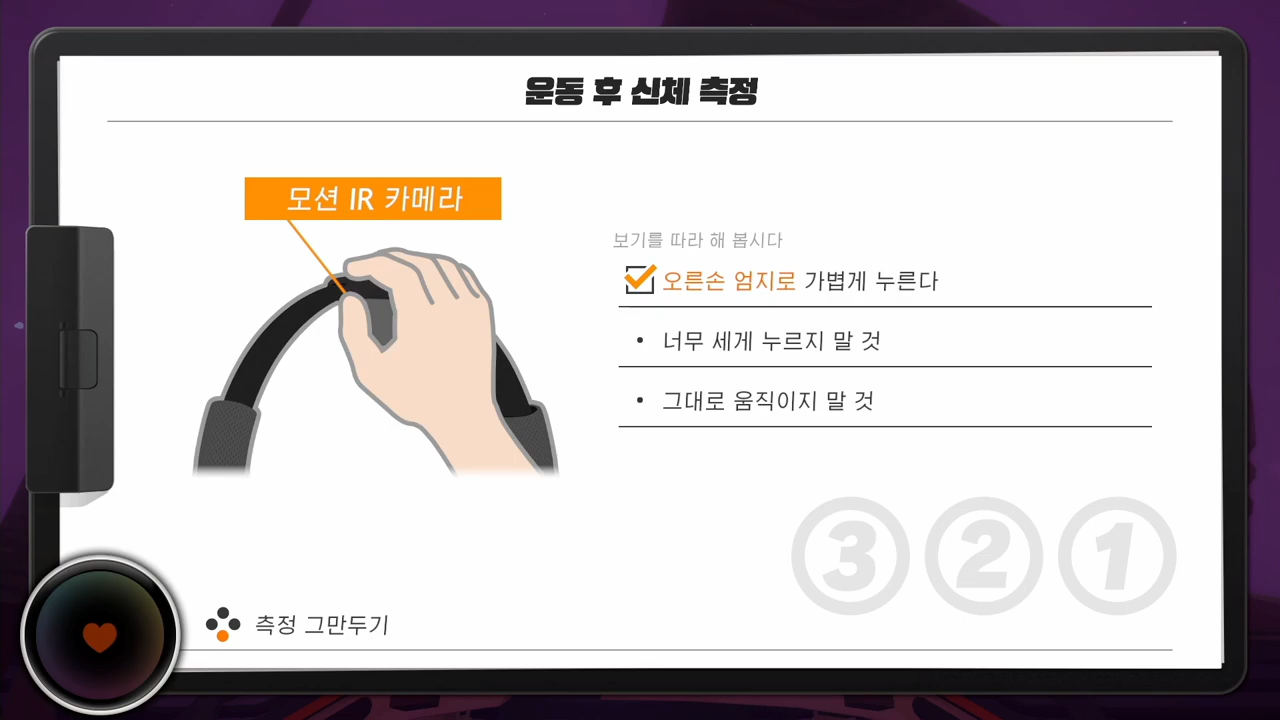 운동 후 신체 측정
모션 IR 카메라
보기를 따라 해 봅시다
오른손 엄지로 가볍게 누른다
• 너무 세게 누르지 말 것
• 그대로 움직이지 말 것
3 2 1
측정 그만두기